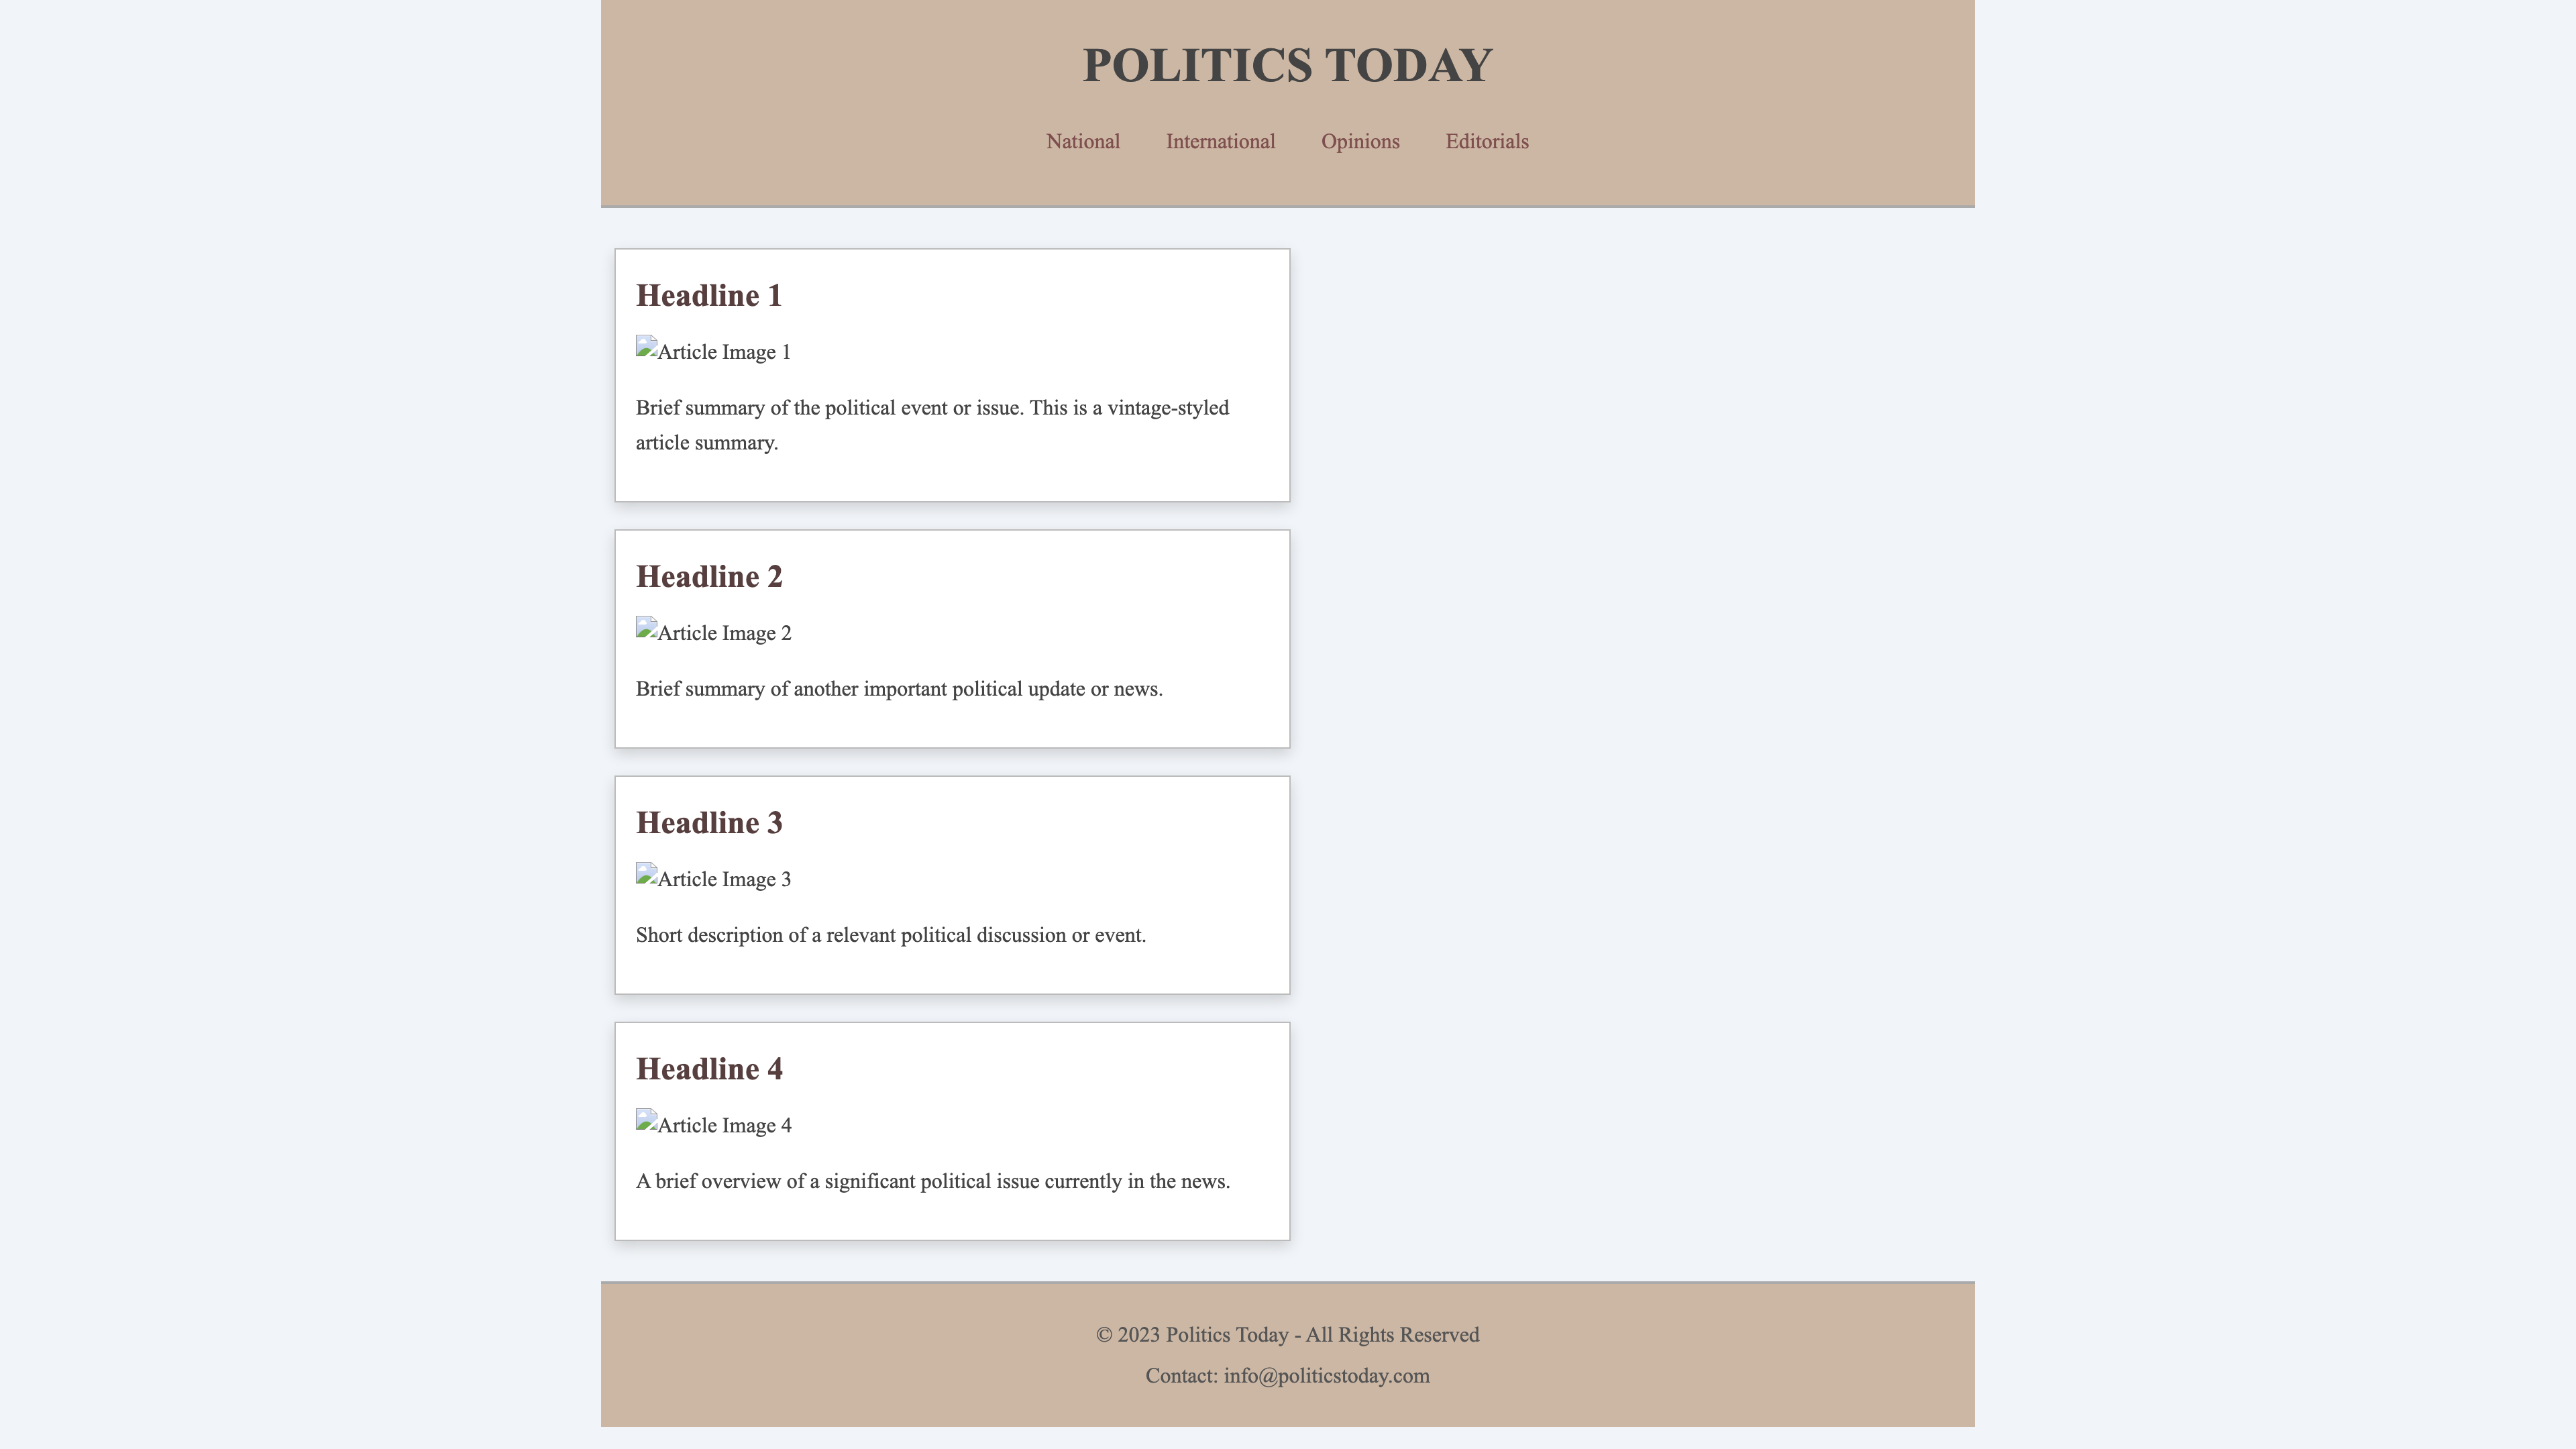 POLITICS TODAY
National International Opinions Editorials
Headline 1
Article Image 1
Brief summary of the political event or issue. This is a vintage-styled
article summary.
Headline 2
Article Image 2
Brief summary of another important political update or news.
Headline 3
Article Image 3
Short description of a relevant political discussion or event.
Headline 4
Article Image 4
A brief overview of a significant political issue currently in the news.
© 2023 Politics Today - All Rights Reserved
Contact: info@politicstoday.com